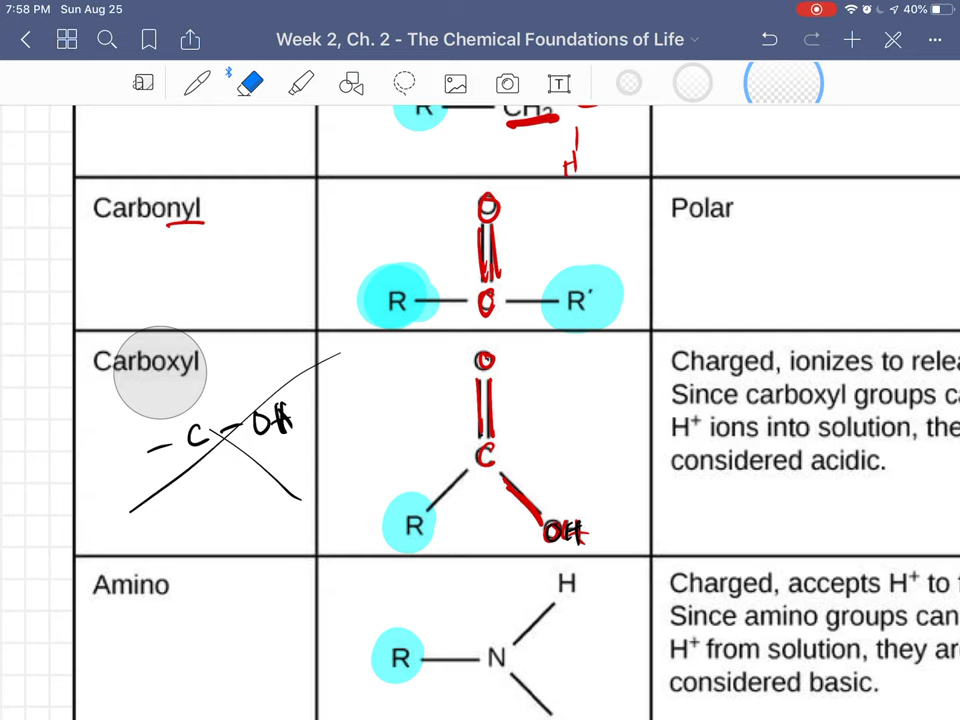 7:58 PM Sun Aug 25 40%
Week 2, Ch. 2 - The Chemical Foundations of Life
T
R CH₂
H
Carbonyl
O
R C R′
Polar
Carboxyl
- C - OH
O
C
R OH
Charged, ionizes to relea
Since carboxyl groups ca
H⁺ ions into solution, the
considered acidic.
Amino
H
R N
Charged, accepts H⁺ to f
Since amino groups can
H⁺ from solution, they ar
considered basic.